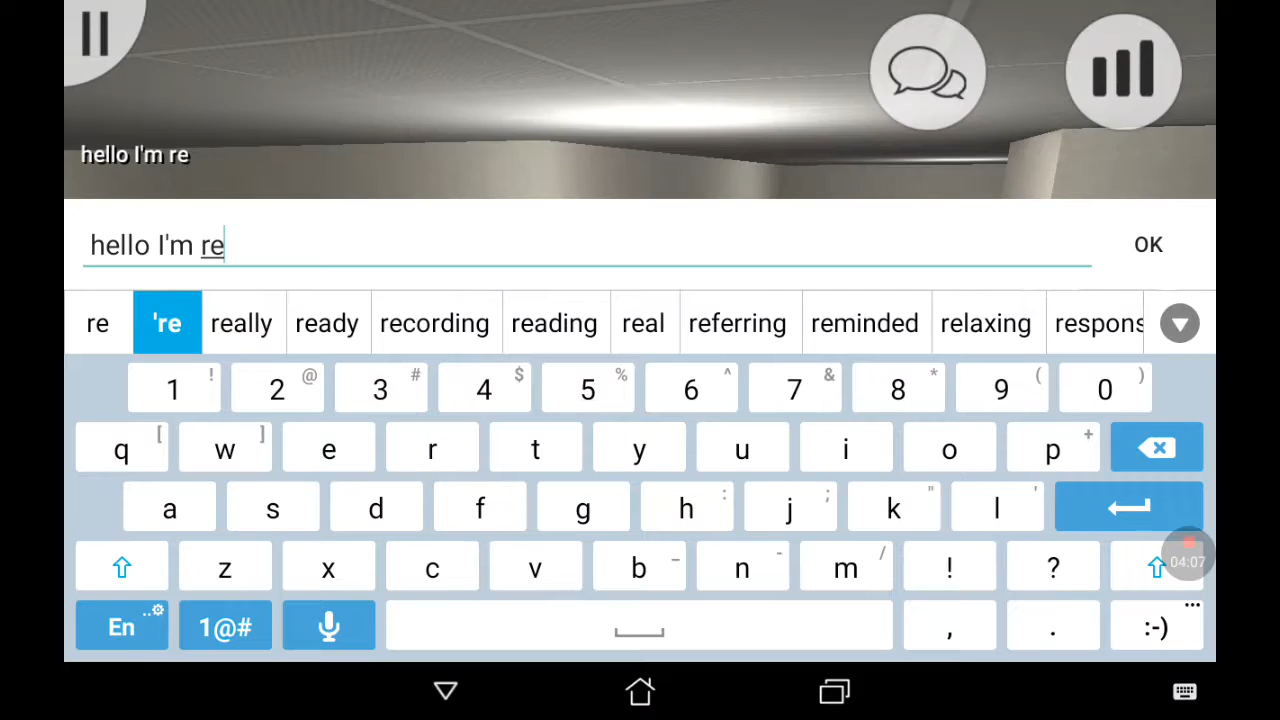 hello I'm re
hello I'm re OK
re 're really ready recording reading real referring reminded relaxing respons
1 ! 2 @ 3 # 4 $ 5 % 6 ^ 7 & 8 * 9 ( 0 )
q [ w ] e r t y u i o p +
a s d f g h : j ; k " l '
z x c v b _ n - m / ! ? 04:07
En 1@# , . :-)